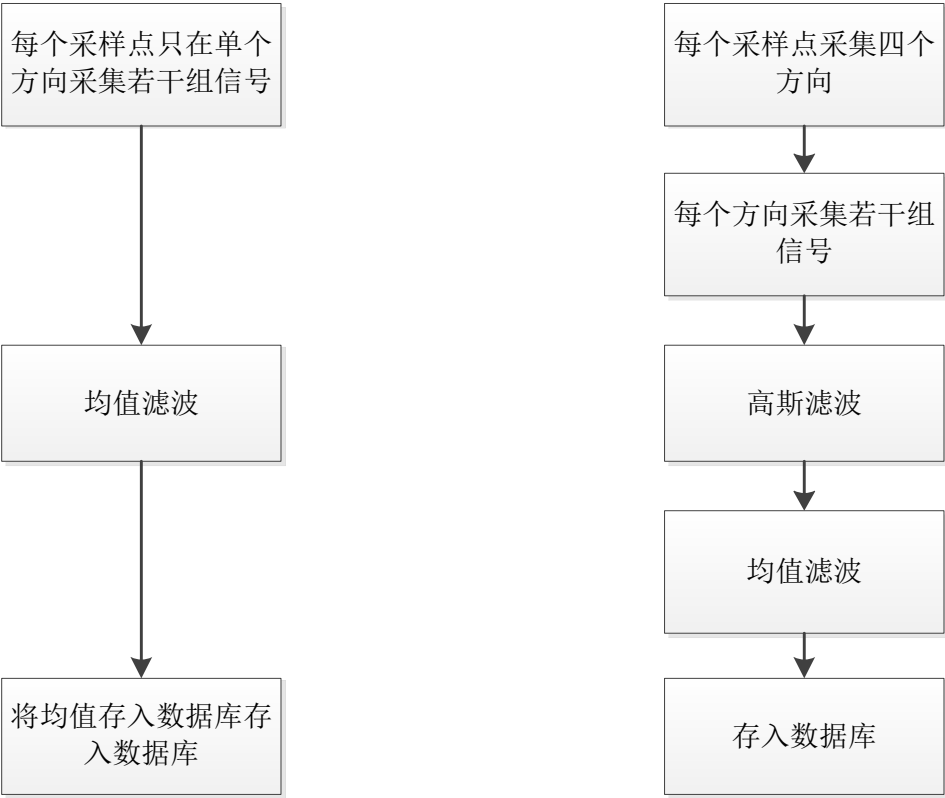 每个采样点只在单个
方向采集若干组信号
均值滤波
将均值存入数据库存
入数据库
每个采样点采集四个
方向
每个方向采集若干组
信号
高斯滤波
均值滤波
存入数据库